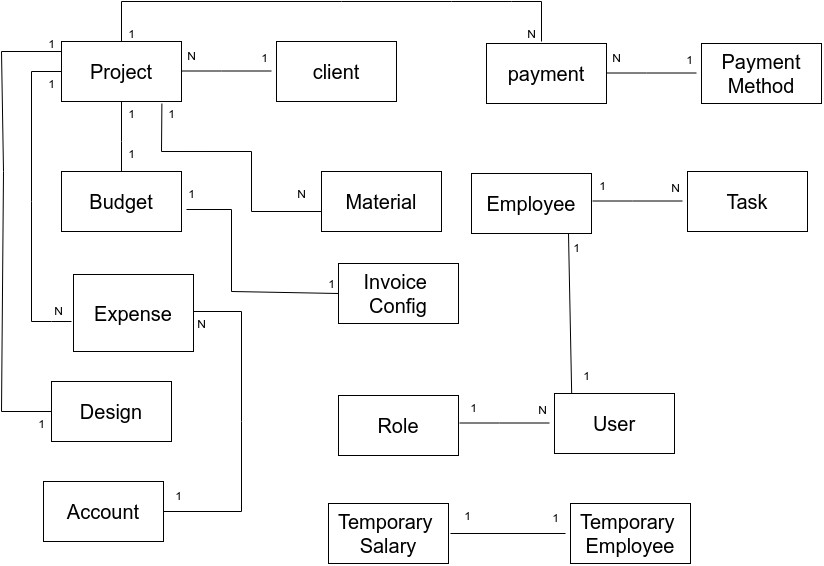 1
1
N
Project
N
1
client
payment
N
1
Payment
Method
1
1
1
1
Budget
1
N
Material
Employee
1
N
Task
1
1
Invoice
Config
N
Expense
N
Design
1
1
1
Role
1
N
User
Account
1
Temporary
Salary
1
1
Temporary
Employee